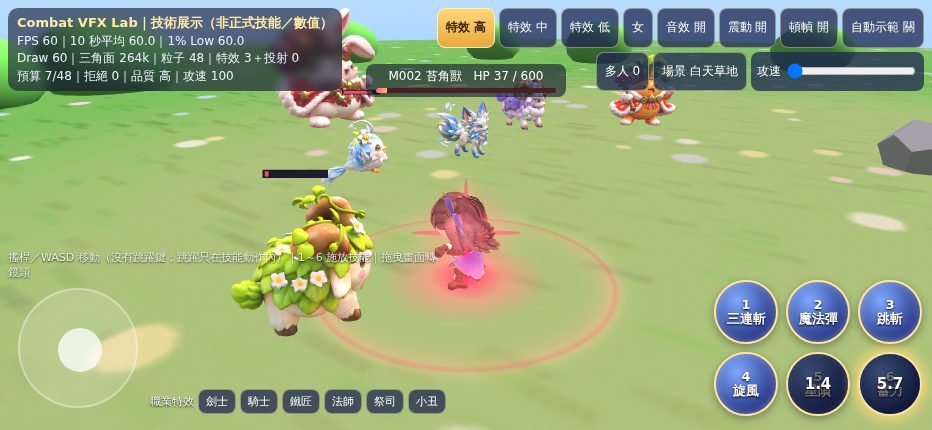 Combat VFX Lab｜技術展示（非正式技能／數值）
FPS 60｜10 秒平均 60.0｜1% Low 60.0
Draw 60｜三角面 264k｜粒子 48｜特效 3＋投射 0
預算 7/48｜拒絕 0｜品質 高｜攻速 100
特效 高
特效 中
特效 低
女
音效 開
震動 開
頓幀 開
自動示範 關
多人 0
場景 白天草地
攻速
M002 苔角獸 HP 37 / 600
搖桿／WASD 移動（沒有跳躍鍵；跳躍只在技能動作內）｜1～6 施放技能｜拖曳畫面轉
鏡頭
1
三連斬
2
魔法彈
3
跳斬
4
旋風
1.4
5.7
職業特效
劍士
騎士
鐵匠
法師
祭司
小丑